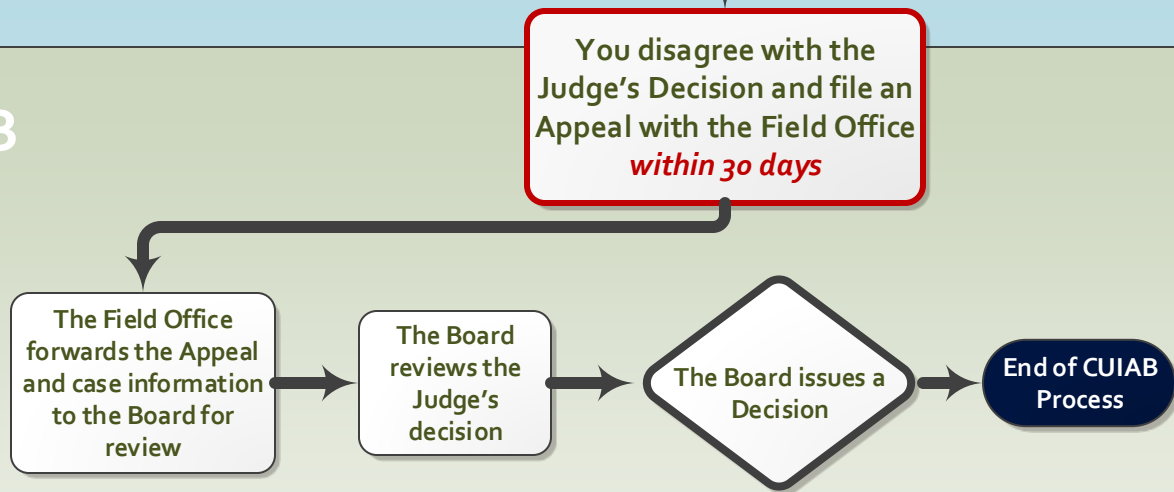 You disagree with the
Judge's Decision and file an
Appeal with the Field Office
within 30 days
The Field Office
forwards the Appeal
and case information
to the Board for
review
The Board
reviews the
Judge's
decision
The Board issues a
Decision
End of CUIAB
Process